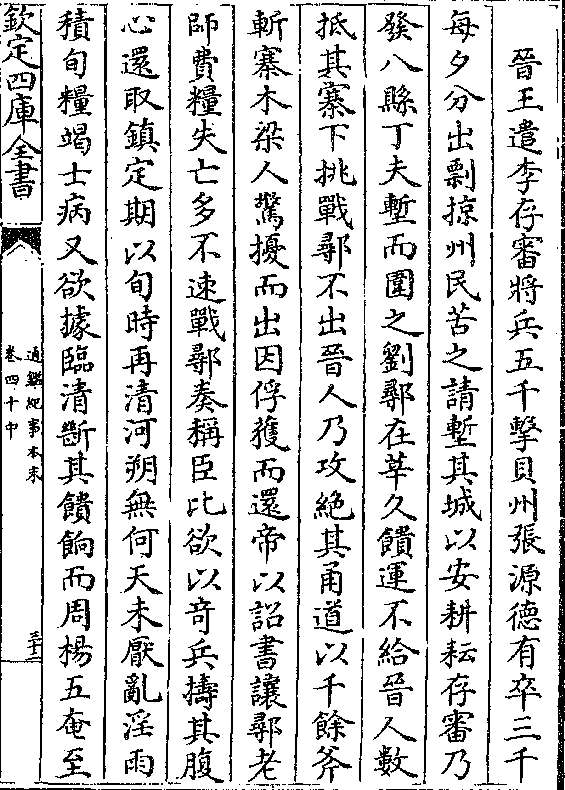 晉王遣李存審將兵五千擊貝州張源德有卒三千
每夕分出剽掠州民苦之請塹其城以安耕耘存審乃
發八縣丁夫塹而圍之劉鄩在莘久饋運不給晉人數
抵其寨下挑戰鄩不出晉人乃攻絶其甬道以千餘斧
斬寨木梁人驚擾而出因俘獲而還帝以詔書讓鄩老
師費糧失亡多不速戰鄩奏稱臣比欲以奇兵擣其腹
心還取鎮定期以旬時再清河朔無何天未厭亂淫雨
積旬糧竭士病又欲據臨清斷其饋餉而周楊五奄至
欽定四庫全書
通鑑紀事本末
卷四十中
三十二